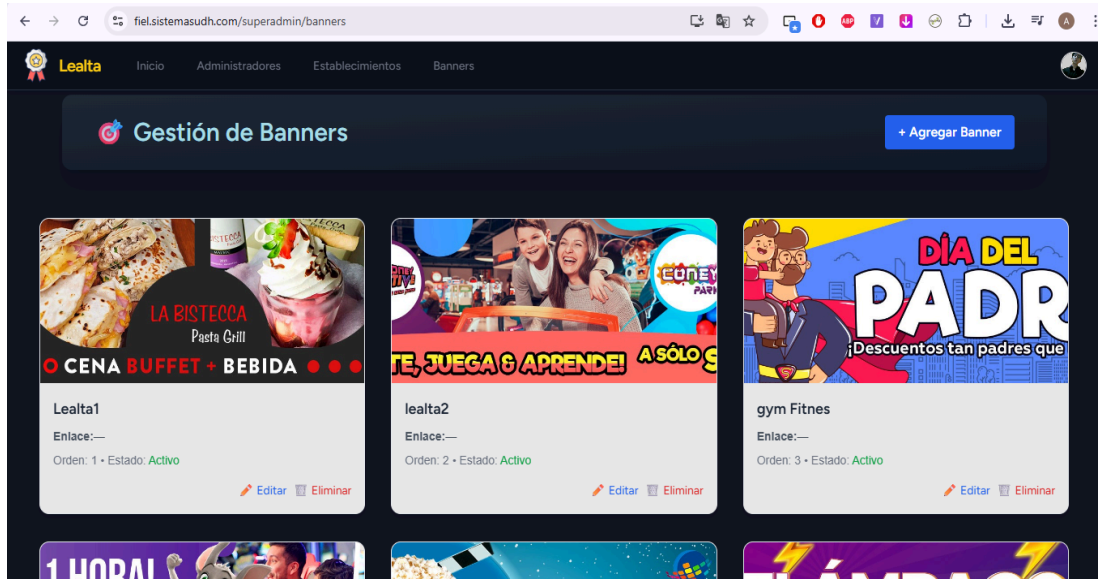 fiel.sistemasudh.com/superadmin/banners
Lealta
Inicio
Administradores
Establecimientos
Banners
Gestión de Banners
+ Agregar Banner
LA BISTECCA
Pasta Grill
CENA BUFFET + BEBIDA
CONEY
PARK
TE, JUEGA & APRENDE! A SÓLO
DÍA DEL
PADR
¡Descuentos tan padres que
Lealta1
Enlace:—
Orden: 1 • Estado: Activo
Editar Eliminar
lealta2
Enlace:—
Orden: 2 • Estado: Activo
Editar Eliminar
gym Fitnes
Enlace:—
Orden: 3 • Estado: Activo
Editar Eliminar
1 HORA